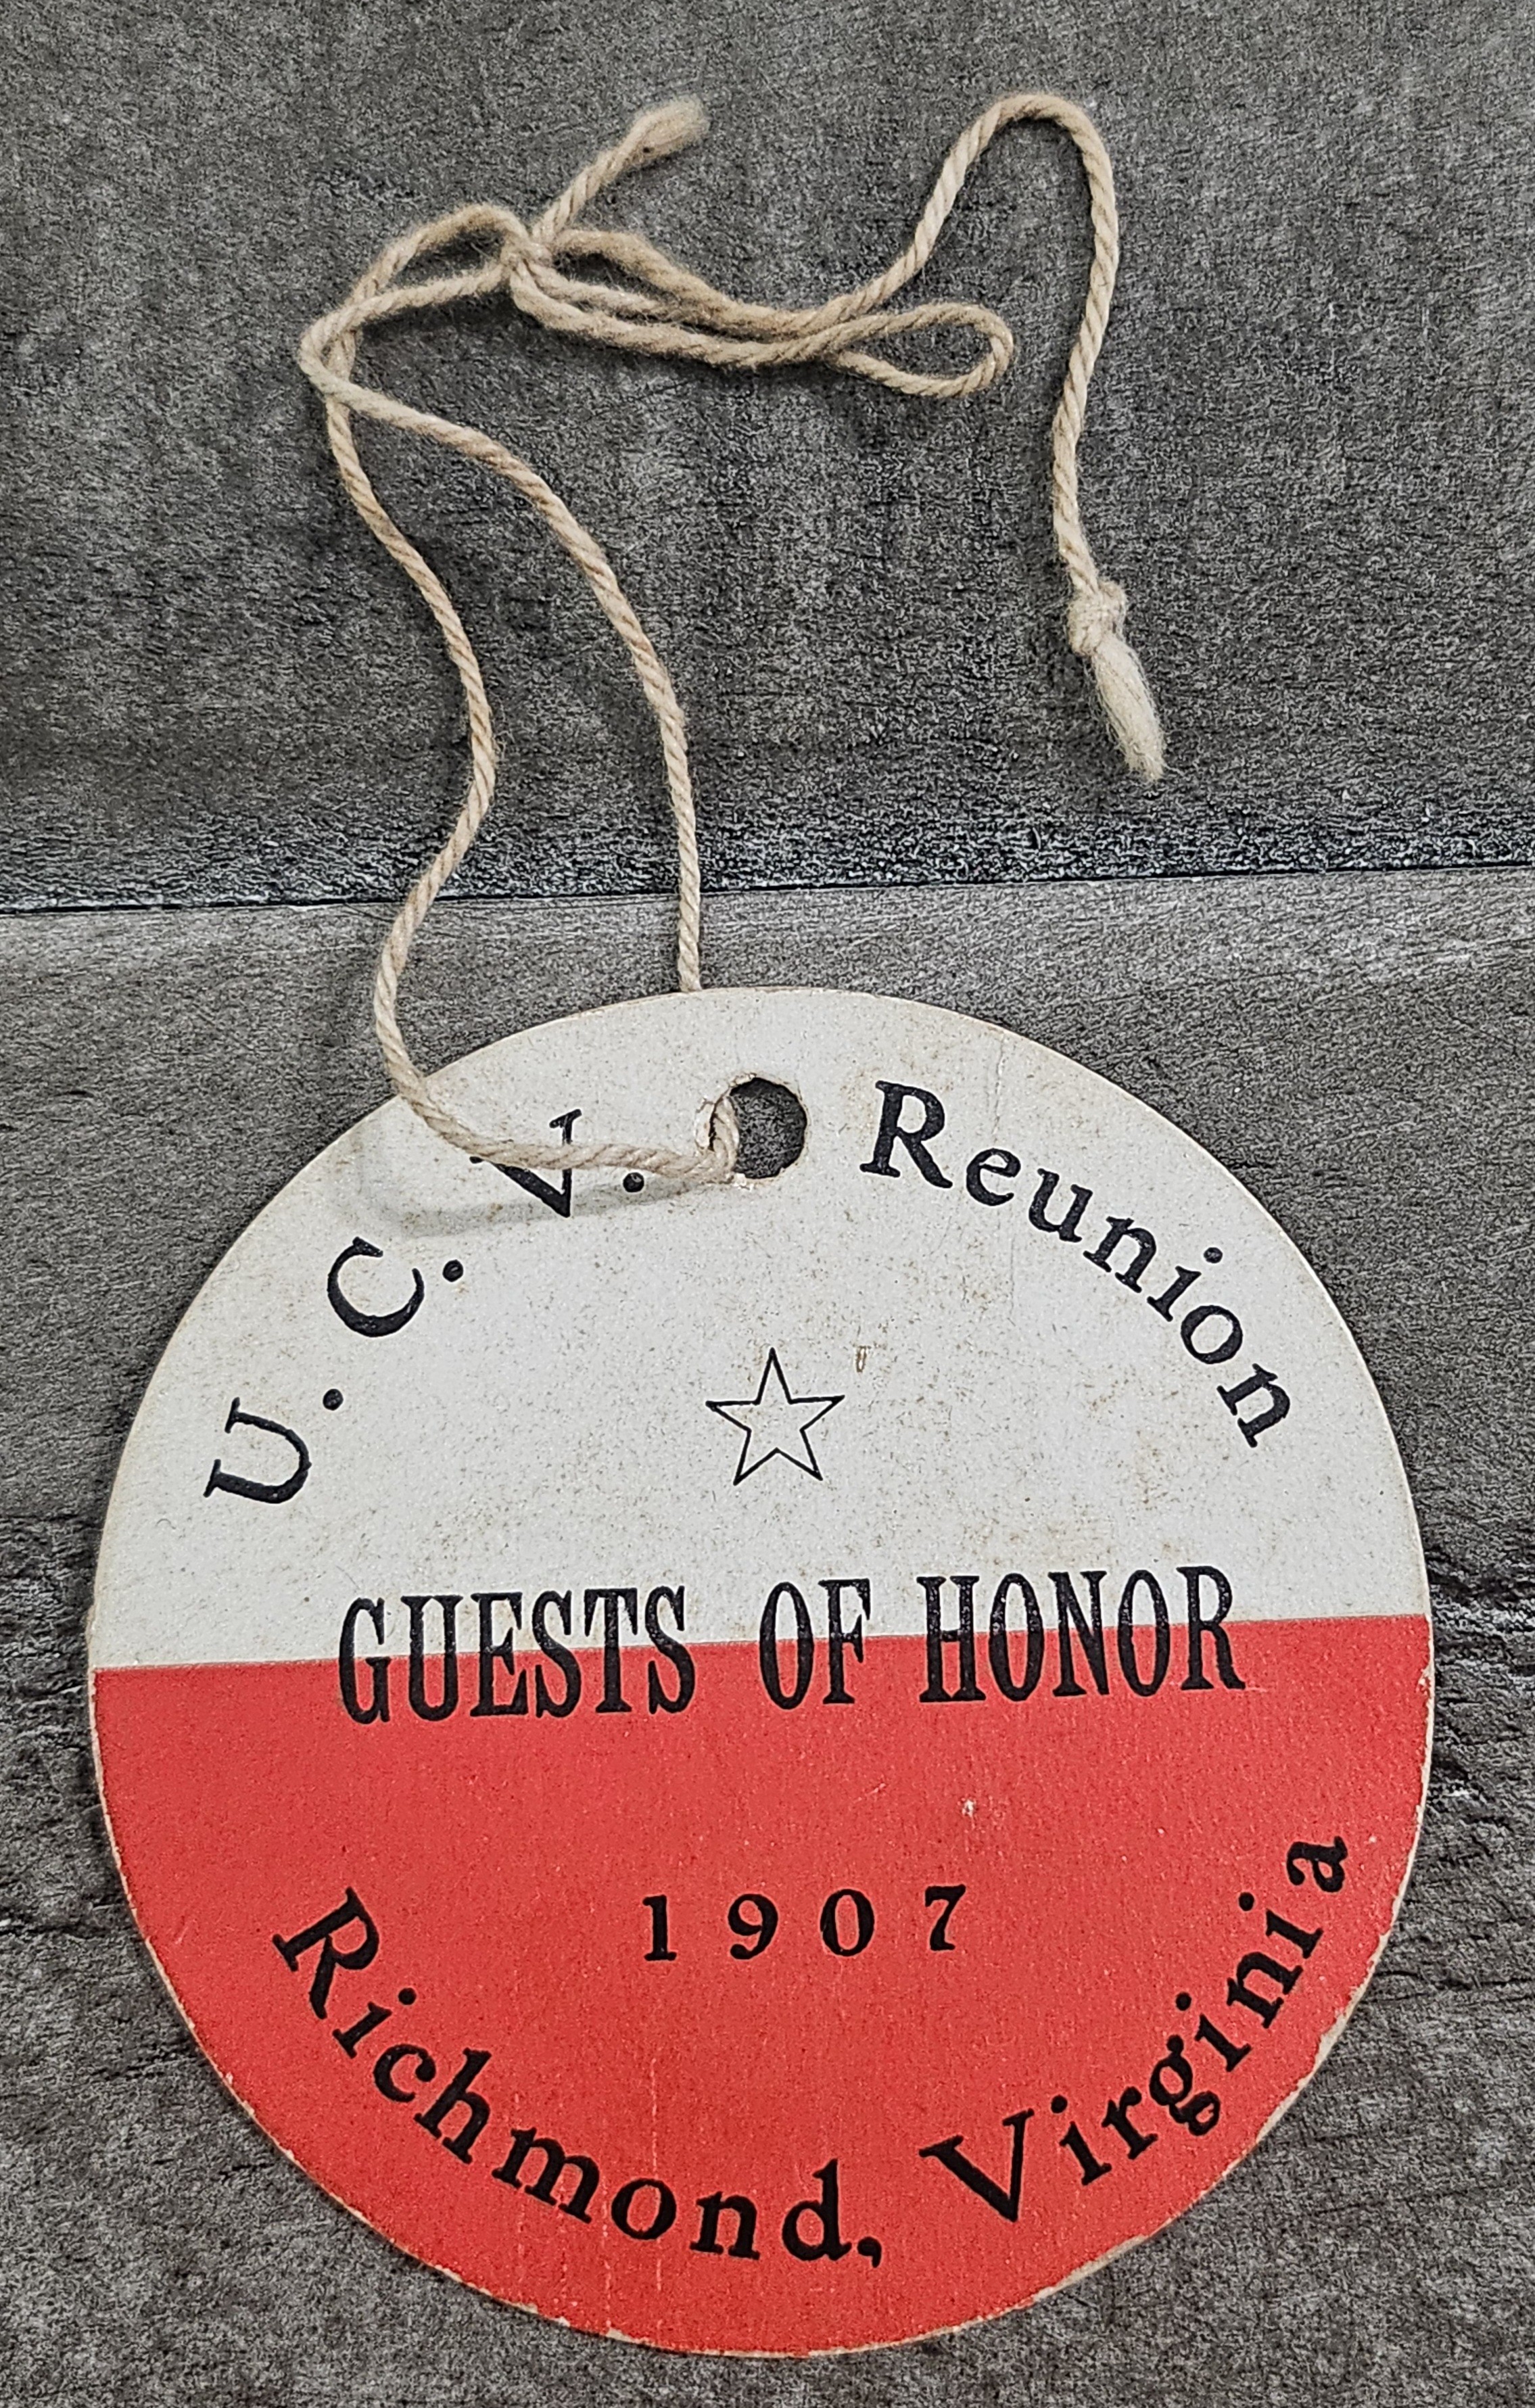 U. C. V. Reunion
GUESTS OF HONOR
1907
Richmond, Virginia